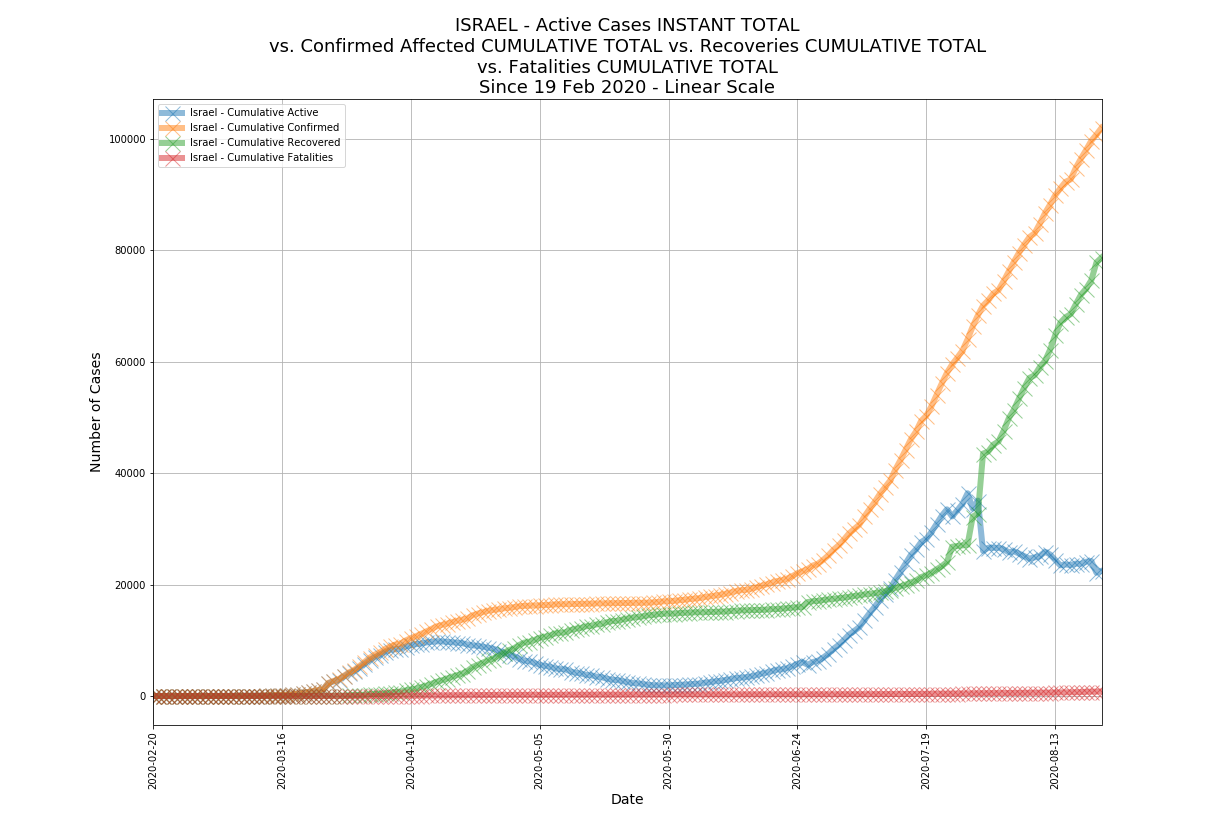 ISRAEL - Active Cases INSTANT TOTAL
vs. Confirmed Affected CUMULATIVE TOTAL vs. Recoveries CUMULATIVE TOTAL
vs. Fatalities CUMULATIVE TOTAL
Since 19 Feb 2020 - Linear Scale
Israel - Cumulative Active
Israel - Cumulative Confirmed
Israel - Cumulative Recovered
Israel - Cumulative Fatalities
Number of Cases
100000
80000
60000
40000
20000
0
2020-02-20
2020-03-16
2020-04-10
2020-05-05
2020-05-30
2020-06-24
2020-07-19
2020-08-13
Date